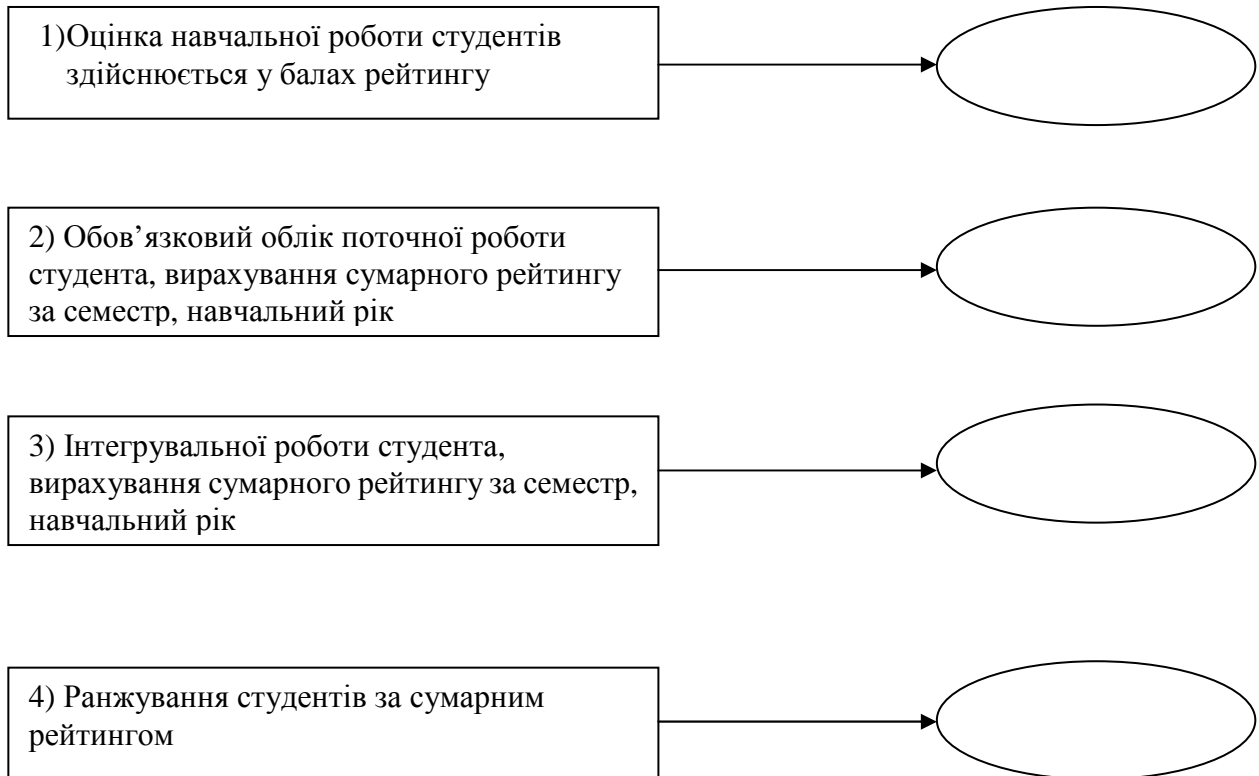 1)Оцінка навчальної роботи студентів
здійснюється у балах рейтингу
2) Обов’язковий облік поточної роботи
студента, вирахування сумарного рейтингу
за семестр, навчальний рік
3) Інтегрувальної роботи студента,
вирахування сумарного рейтингу за семестр,
навчальний рік
4) Ранжування студентів за сумарним
рейтингом